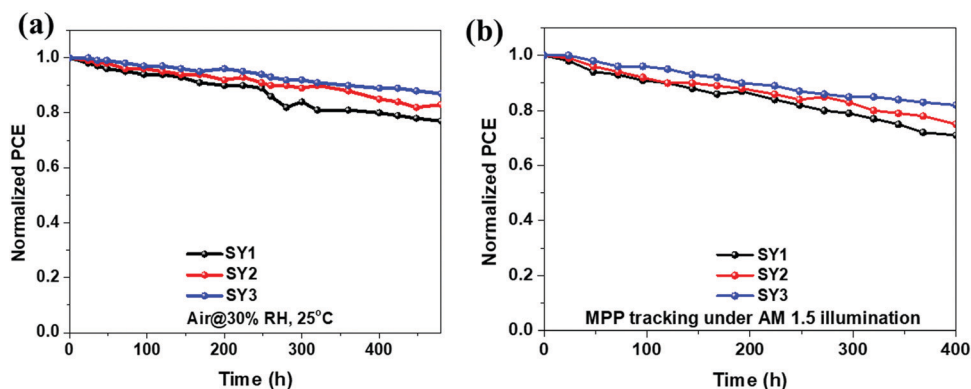 (a)
1.0
0.8
0.6
0.4
0.2
0.0
Normalized PCE
SY1
SY2
SY3
Air@30% RH, 25°C
0
100
200
300
400
Time (h)
(b)
1.0
0.8
0.6
0.4
0.2
0.0
Normalized PCE
SY1
SY2
SY3
MPP tracking under AM 1.5 illumination
0
100
200
300
400
Time (h)